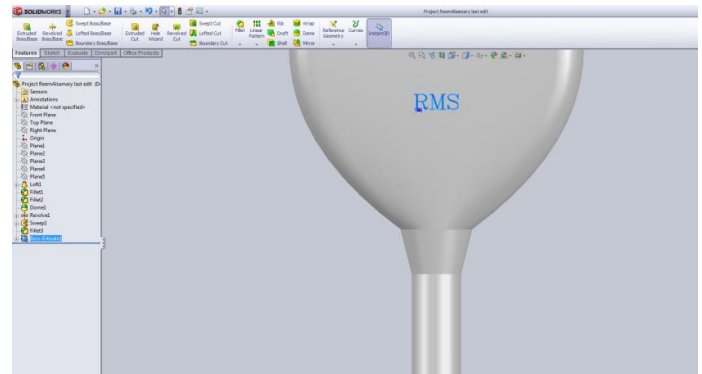 SOLIDWORKS
Project ReemAlsamary last edit
Extruded Boss/Base
Revolved Boss/Base
Swept Boss/Base
Lofted Boss/Base
Boundary Boss/Base
Extruded Cut
Hole Wizard
Revolved Cut
Swept Cut
Lofted Cut
Boundary Cut
Fillet
Linear Pattern
Rib
Draft
Shell
Wrap
Dome
Mirror
Reference Geometry
Curves
Instant3D
Features Sketch Evaluate DimXpert Office Products
Project ReemAlsamary last edit (D
Sensors
Annotations
Material <not specified>
Front Plane
Top Plane
Right Plane
Origin
Plane1
Plane2
Plane3
Plane4
Plane5
Loft1
Fillet1
Fillet2
Dome1
Revolve1
Sweep1
Fillet3
RMS